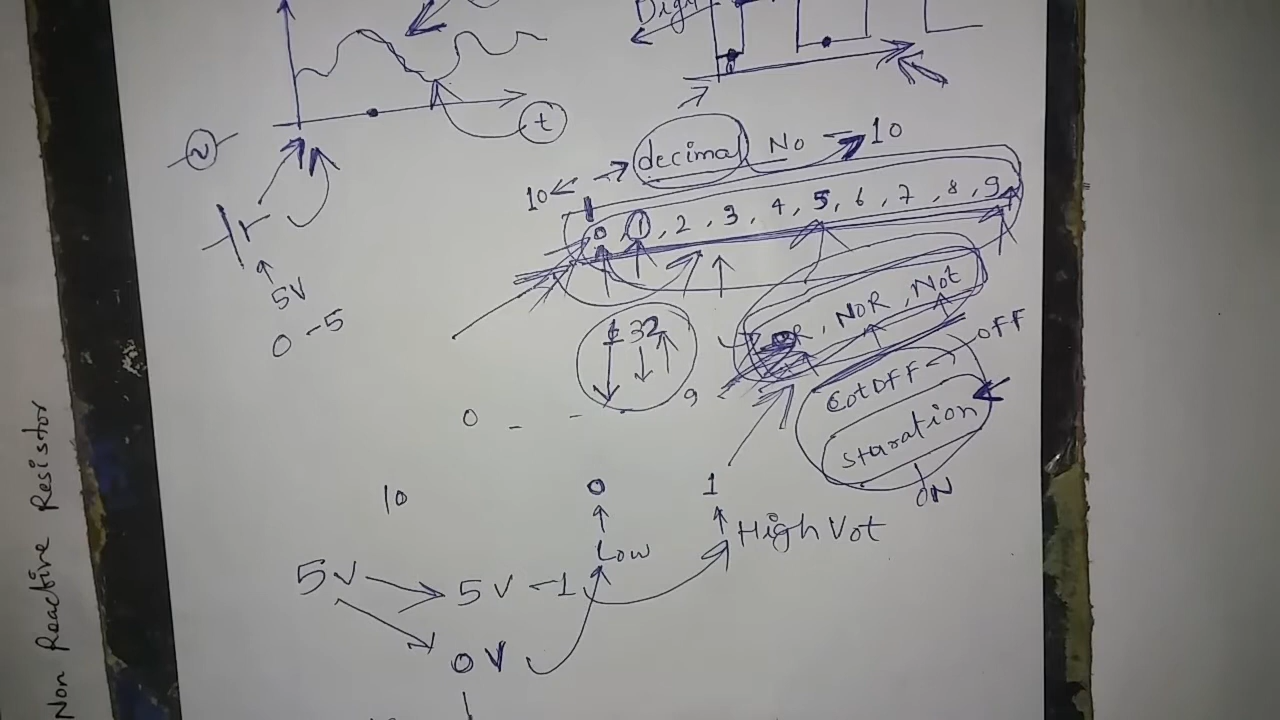 Digi
t
decimal No - 10
10
0, 1, 2, 3, 4, 5, 6, 7, 8, 9
5V
0 - 5
32
R, NOR, Not
OFF
CotOFF
staration
ON
0 - -
9
10
0 1
Low
High Vot
5V
5V - 1
0V
Non Reactive Resistor